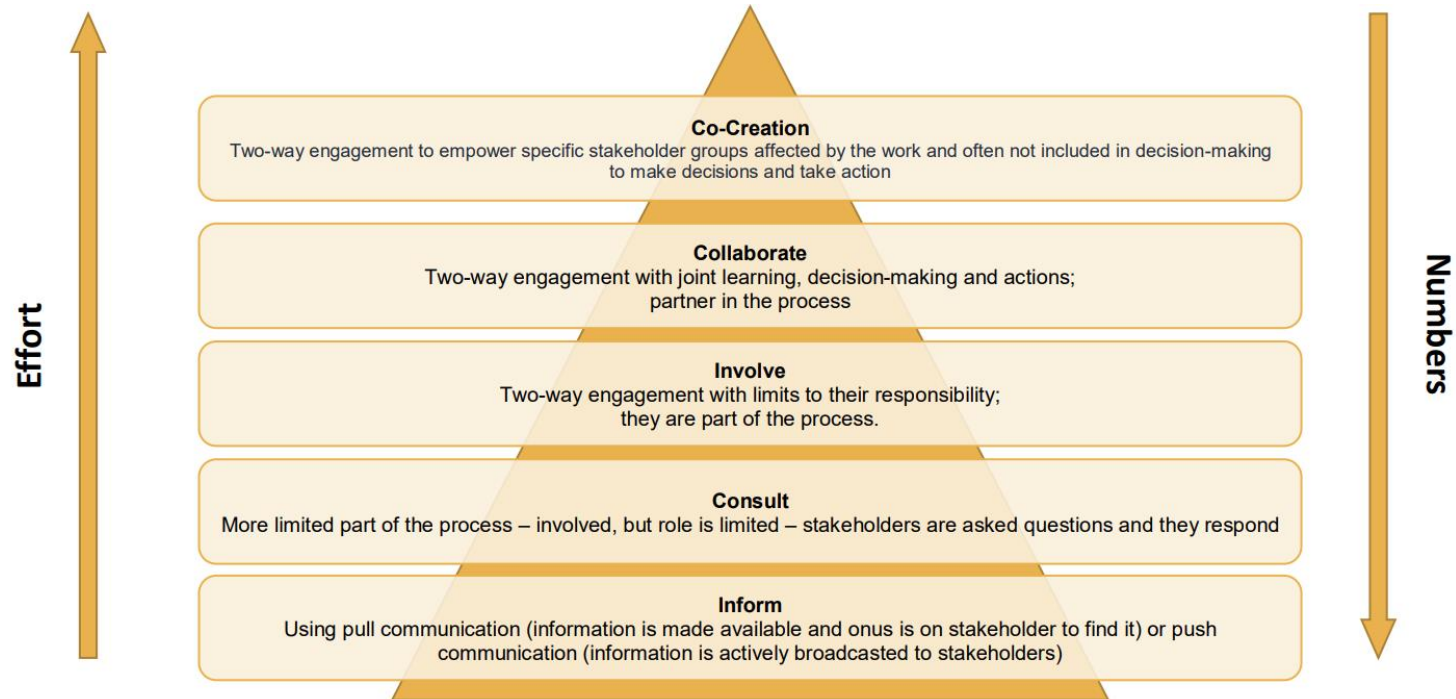 Effort
Co-Creation
Two-way engagement to empower specific stakeholder groups affected by the work and often not included in decision-making
to make decisions and take action
Collaborate
Two-way engagement with joint learning, decision-making and actions;
partner in the process
Involve
Two-way engagement with limits to their responsibility;
they are part of the process.
Consult
More limited part of the process – involved, but role is limited – stakeholders are asked questions and they respond
Inform
Using pull communication (information is made available and onus is on stakeholder to find it) or push
communication (information is actively broadcasted to stakeholders)
Numbers